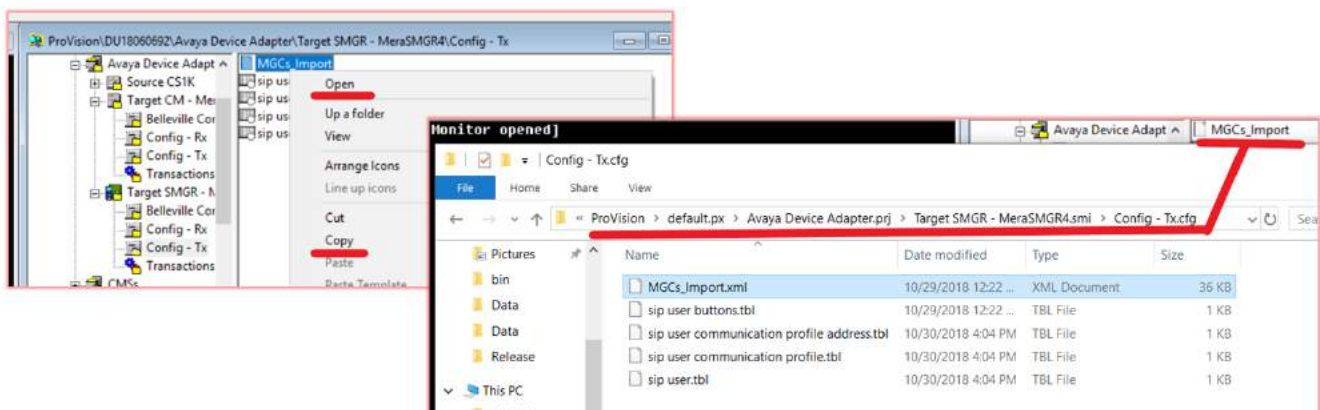 ProVision\DU18060692\Avaya Device Adapter\Target SMGR - MeraSMGR4\Config - Tx
Avaya Device Adapt
Source CS1K
Target CM - Mer
Belleville Cor
Config - Rx
Config - Tx
Transactions
Target SMGR - M
Belleville Cor
Config - Rx
Config - Tx
Transactions
CMSs
MGCs_Import
sip us
sip us
sip us
sip us
Open
Up a folder
View
Arrange Icons
Line up icons
Cut
Copy
Paste
Paste Template
Monitor opened]
Avaya Device Adapt
MGCs_Import
Config - Tx.cfg
File Home Share View
« ProVision > default.px > Avaya Device Adapter.prj > Target SMGR - MeraSMGR4.smi > Config - Tx.cfg
Sea
Pictures
bin
Data
Data
Release
This PC
Name Date modified Type Size
MGCs_Import.xml 10/29/2018 12:22 ... XML Document 36 KB
sip user buttons.tbl 10/29/2018 12:22 ... TBL File 1 KB
sip user communication profile address.tbl 10/30/2018 4:04 PM TBL File 1 KB
sip user communication profile.tbl 10/30/2018 4:04 PM TBL File 1 KB
sip user.tbl 10/30/2018 4:04 PM TBL File 1 KB